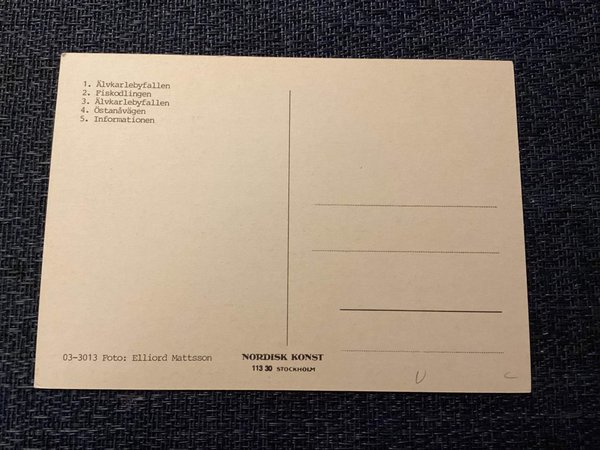 1. Älvkarlebyfallen
2. Fiskodlingen
3. Älvkarlebyfallen
4. Östanåvägen
5. Informationen
03-3013 Foto: Elliord Mattsson
NORDISK KONST
113 30 STOCKHOLM
U C